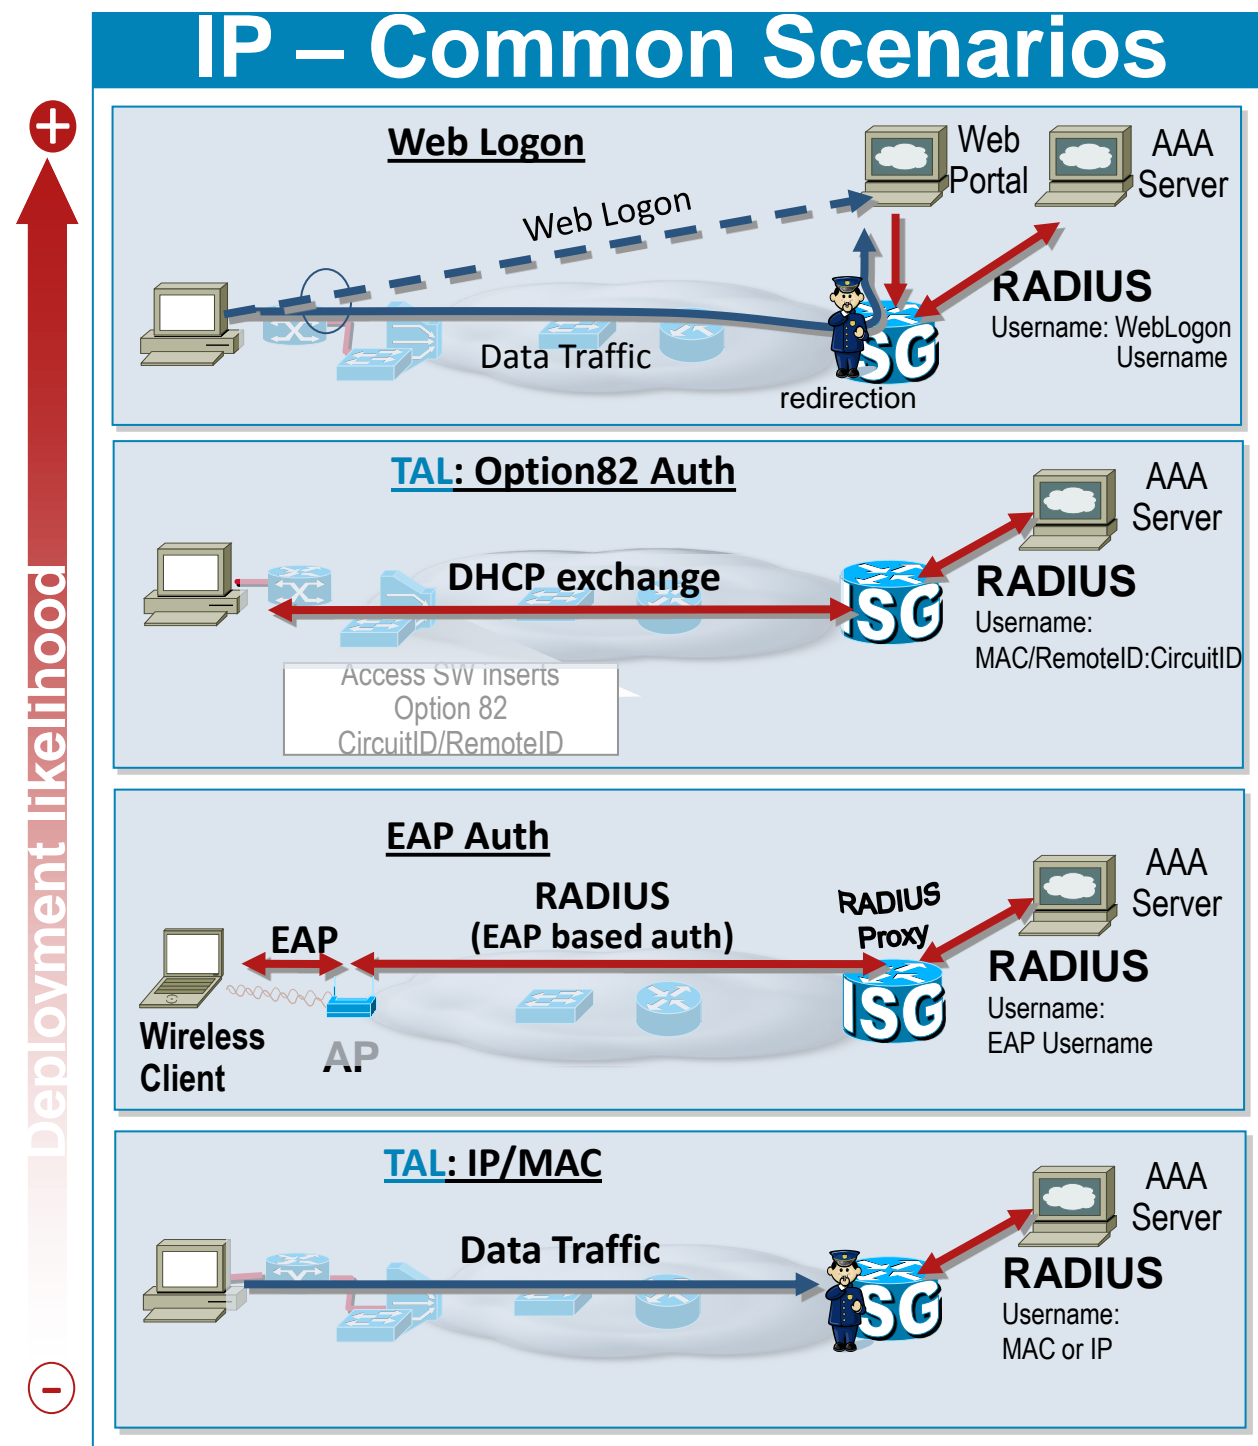 IP – Common Scenarios
+
Deployment likelihood
-
Web Logon
Web Logon
Web
Portal
AAA
Server
Data Traffic
ISG
redirection
RADIUS
Username: WebLogon
Username
TAL: Option82 Auth
AAA
Server
DHCP exchange
ISG
RADIUS
Username:
MAC/RemoteID:CircuitID
Access SW inserts
Option 82
CircuitID/RemoteID
EAP Auth
AAA
Server
RADIUS
(EAP based auth)
RADIUS
Proxy
EAP
ISG
RADIUS
Username:
EAP Username
Wireless
Client
AP
TAL: IP/MAC
AAA
Server
Data Traffic
ISG
RADIUS
Username:
MAC or IP